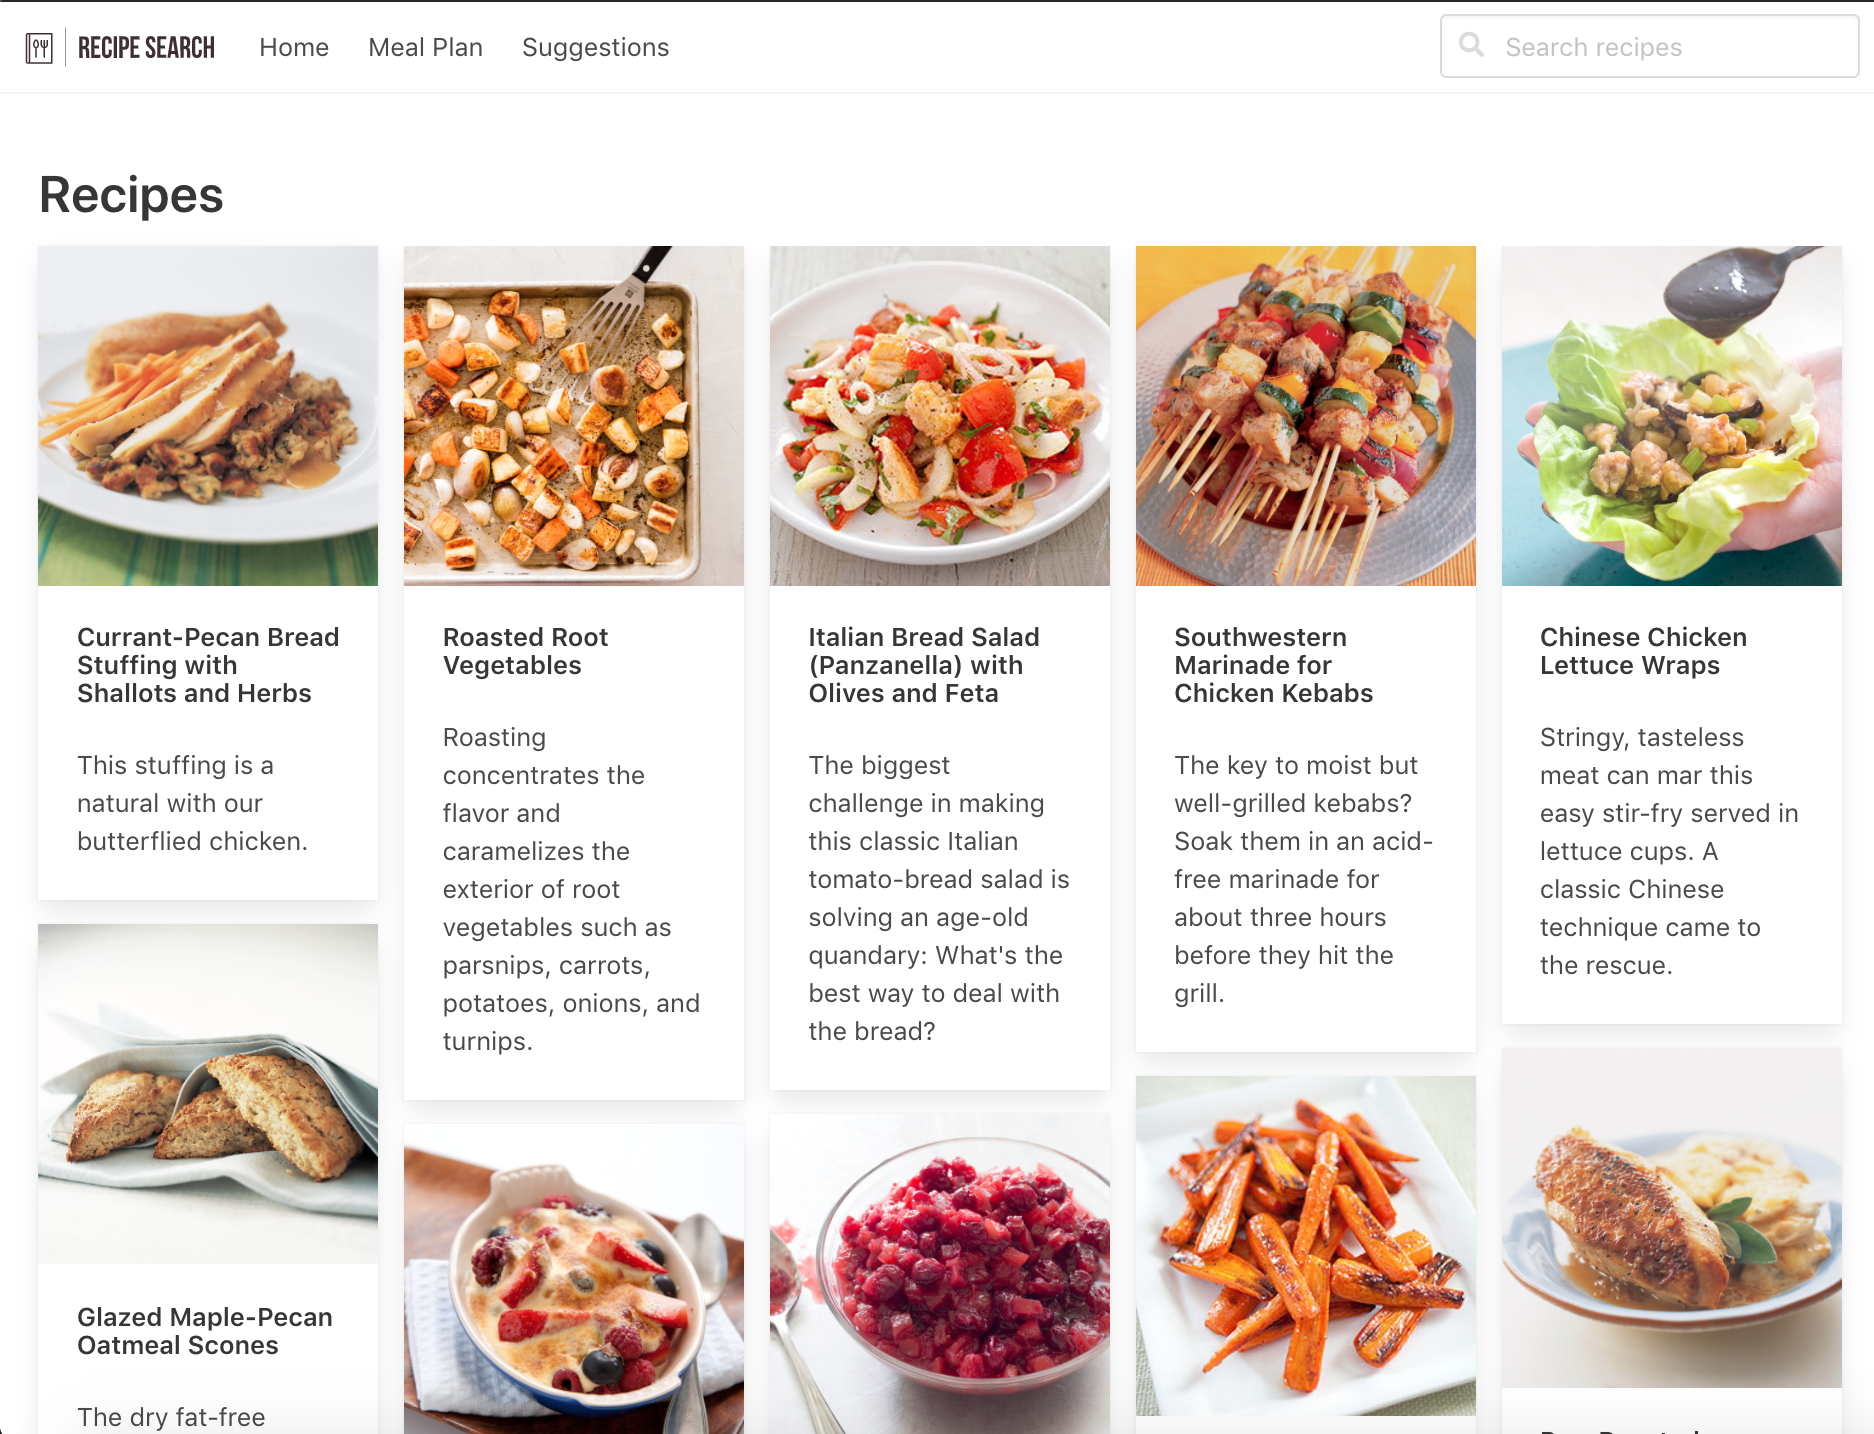 RECIPE SEARCH
Home
Meal Plan
Suggestions
Search recipes
Recipes
Currant-Pecan Bread
Stuffing with
Shallots and Herbs
This stuffing is a
natural with our
butterflied chicken.
Roasted Root
Vegetables
Roasting
concentrates the
flavor and
caramelizes the
exterior of root
vegetables such as
parsnips, carrots,
potatoes, onions, and
turnips.
Italian Bread Salad
(Panzanella) with
Olives and Feta
The biggest
challenge in making
this classic Italian
tomato-bread salad is
solving an age-old
quandary: What's the
best way to deal with
the bread?
Southwestern
Marinade for
Chicken Kebabs
The key to moist but
well-grilled kebabs?
Soak them in an acid-
free marinade for
about three hours
before they hit the
grill.
Chinese Chicken
Lettuce Wraps
Stringy, tasteless
meat can mar this
easy stir-fry served in
lettuce cups. A
classic Chinese
technique came to
the rescue.
Glazed Maple-Pecan
Oatmeal Scones
The dry fat-free